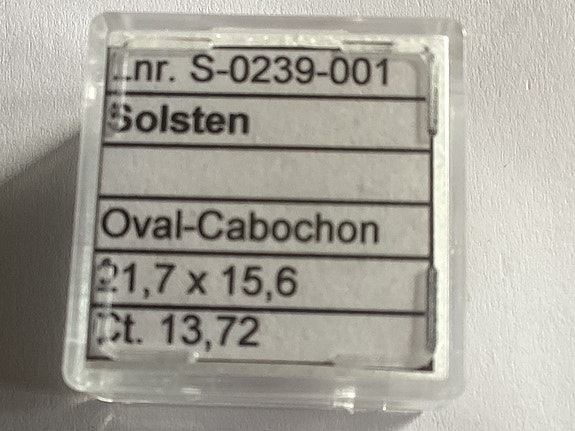 Lnr. S-0239-001
Solsten
Oval-Cabochon
21,7 x 15,6
Ct. 13,72